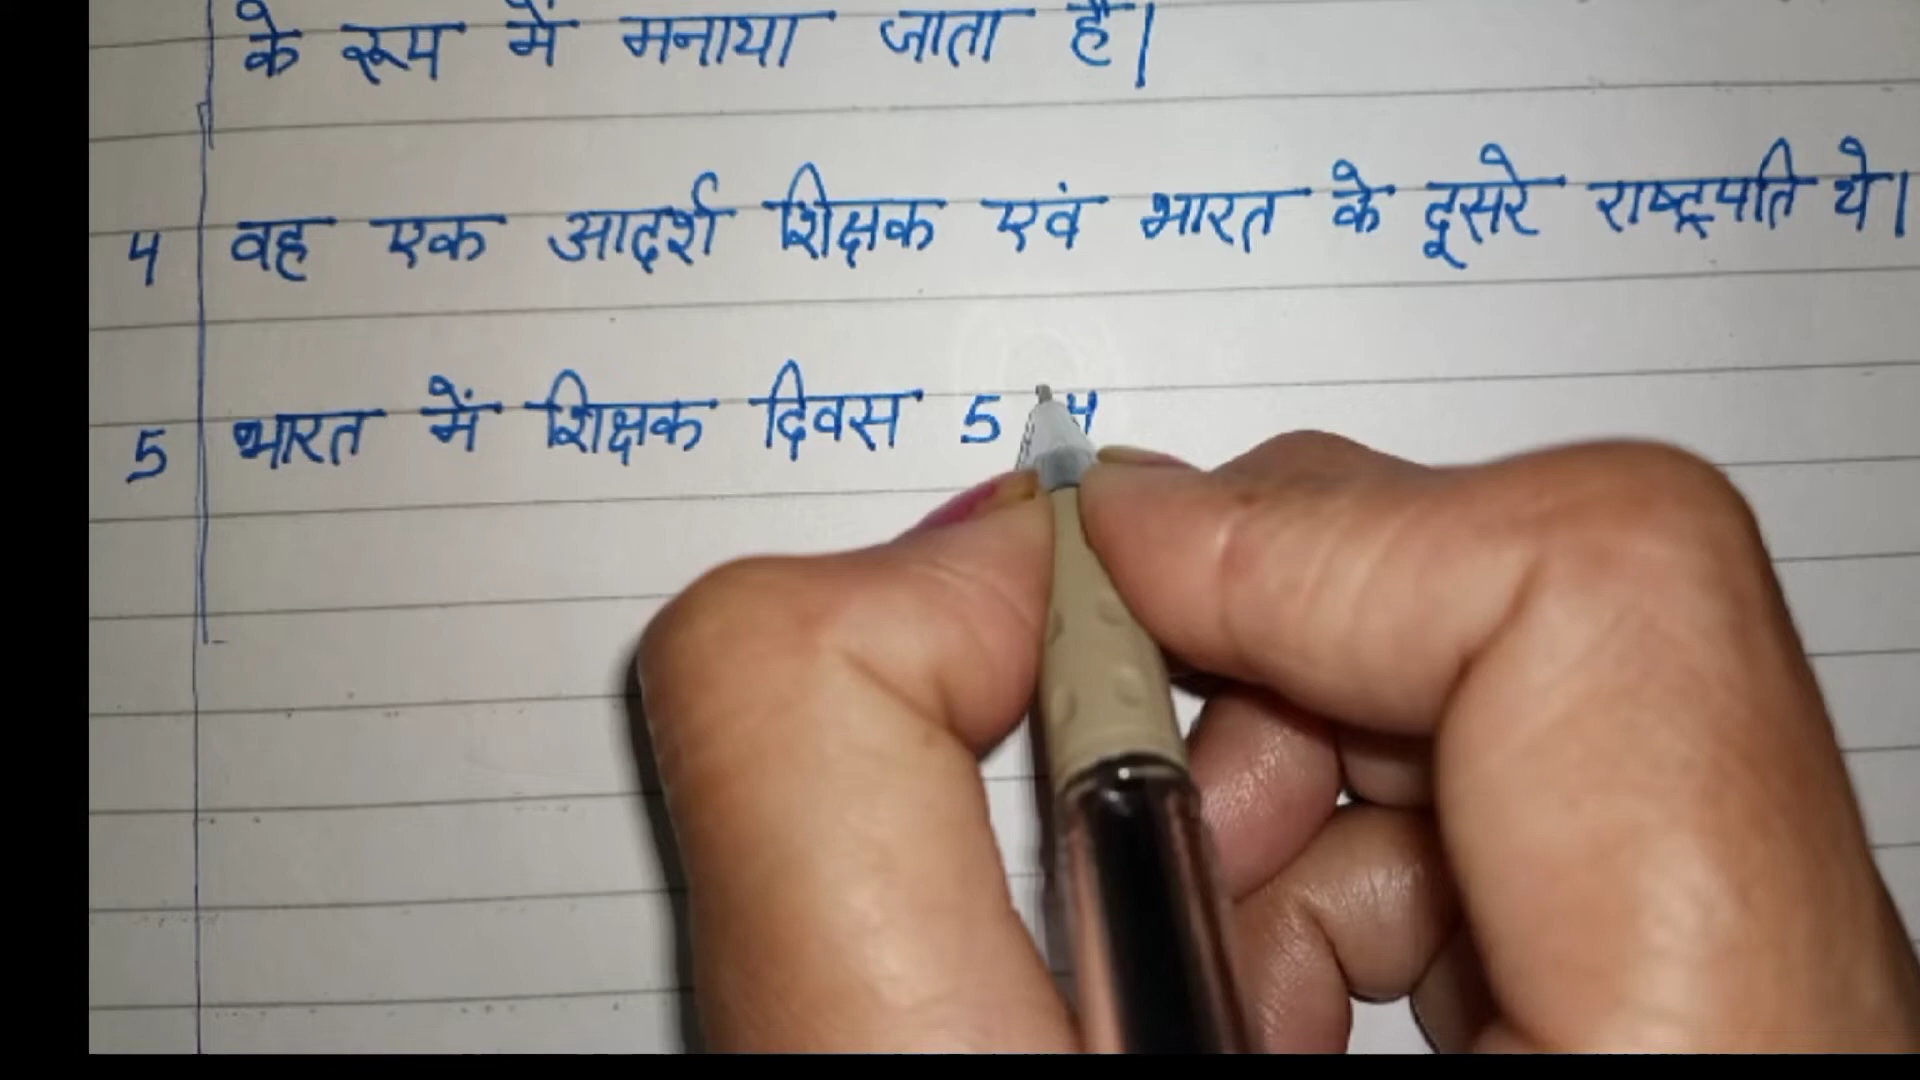 के रूप में मनाया जाता है।
4 वह एक आदर्श शिक्षक एवं भारत के दूसरे राष्ट्रपति थे।
5 भारत में शिक्षक दिवस 5